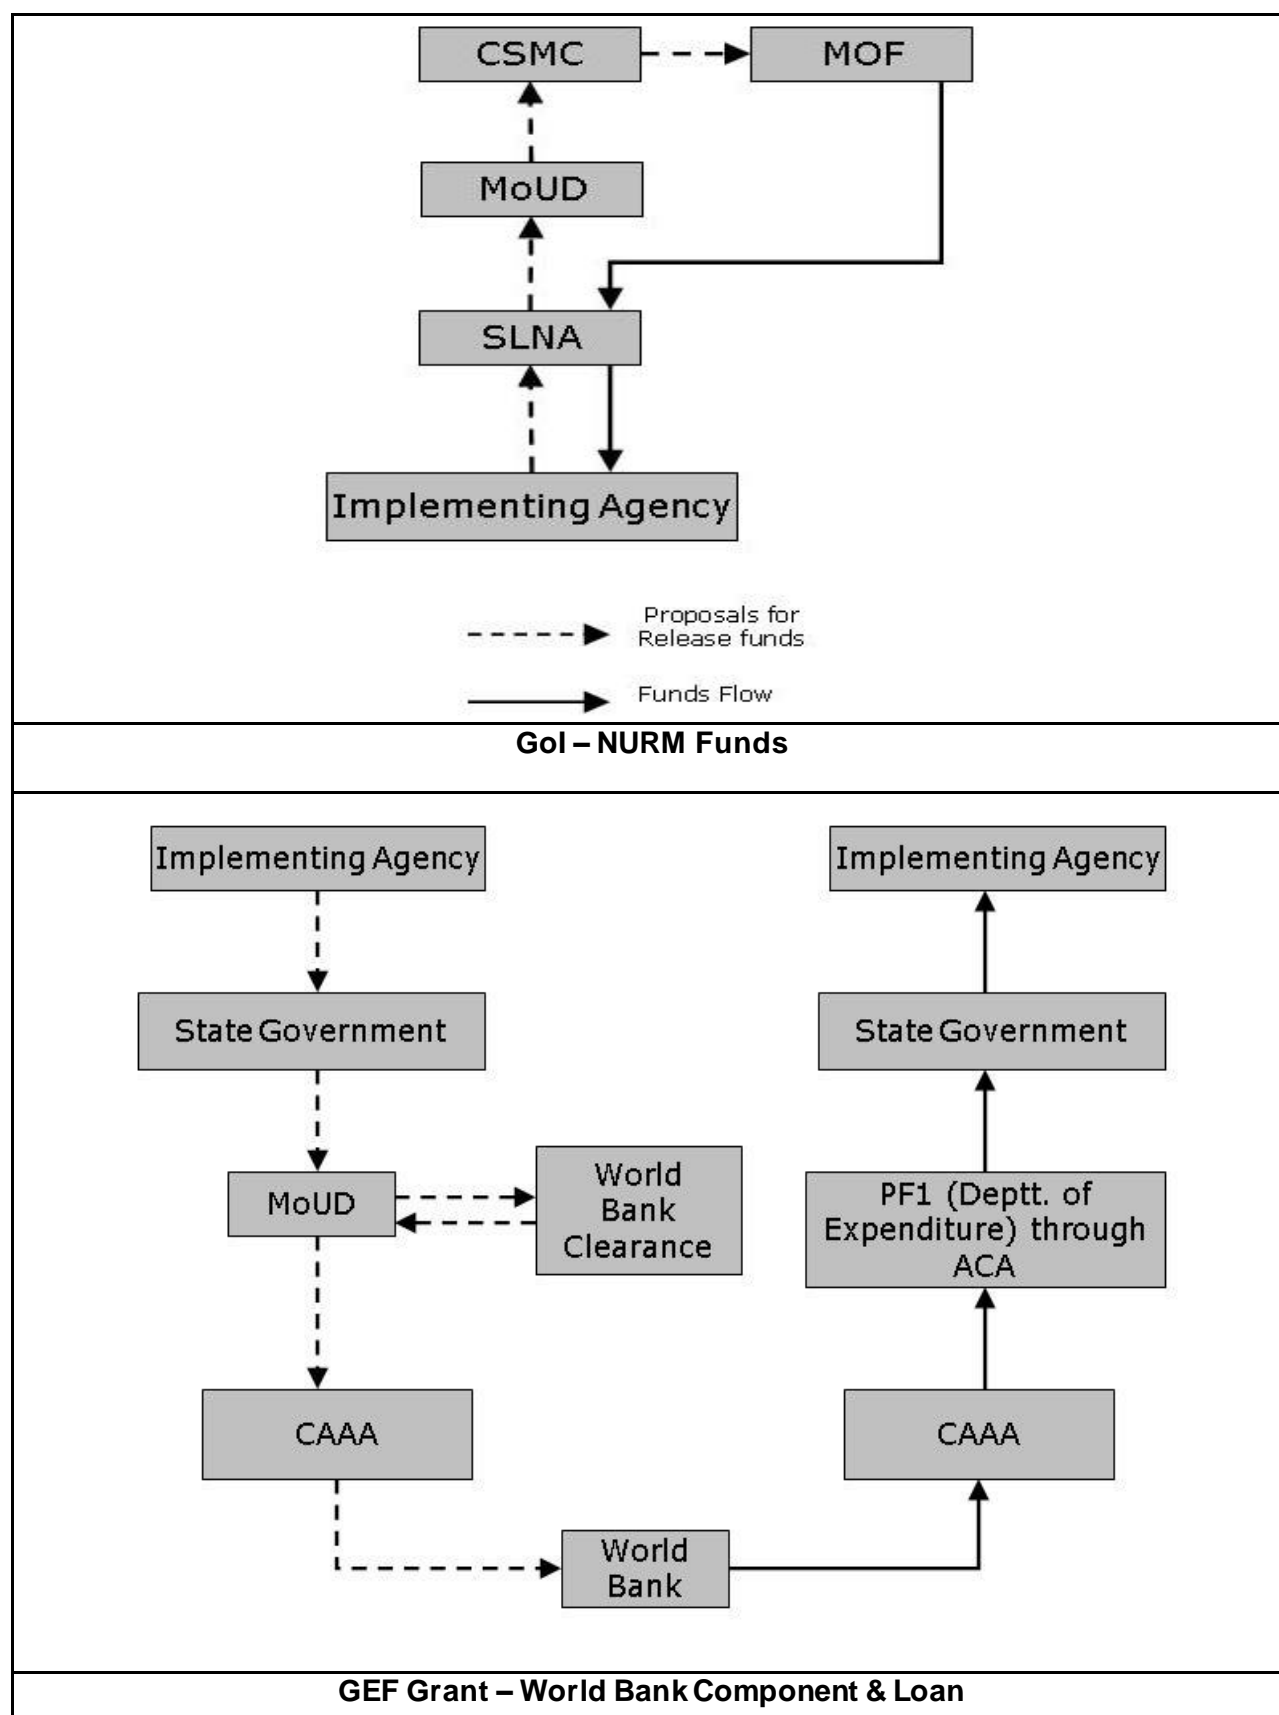 CSMC
MOF
MoUD
SLNA
Implementing Agency
Proposals for
Release funds
Funds Flow
GoI – NURM Funds
Implementing Agency
Implementing Agency
State Government
State Government
MoUD
World
Bank
Clearance
PF1 (Deptt. of
Expenditure) through
ACA
CAAA
CAAA
World
Bank
GEF Grant – World Bank Component & Loan